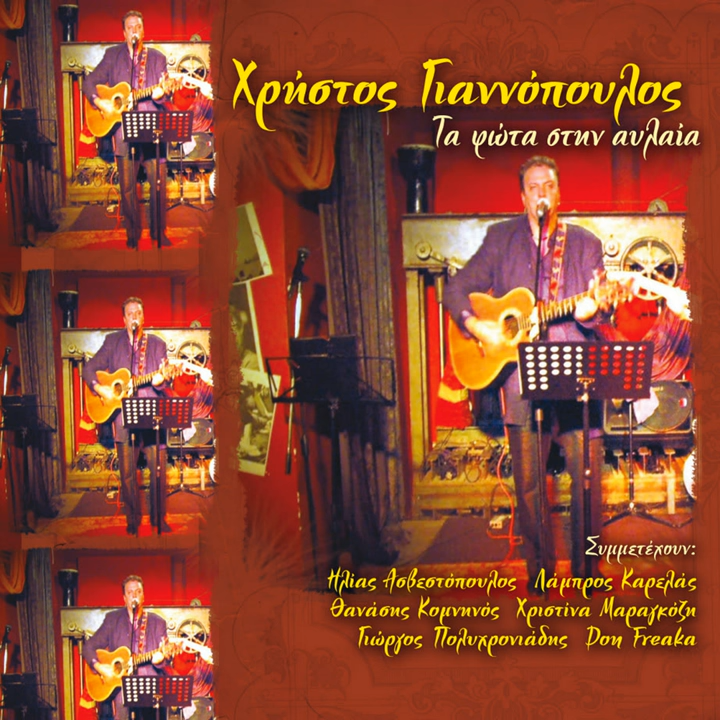 Χρήστος Γιαννόπουλος
Τα φώτα στην αυλαία
Συμμετέχουν:
Ηλίας Ασβεστόπουλος Λάμπρος Καρελάς
Θανάσης Κομνηνός Χριστίνα Μαραγκόζη
Γιώργος Πολυχρονιάδης Don Freaka